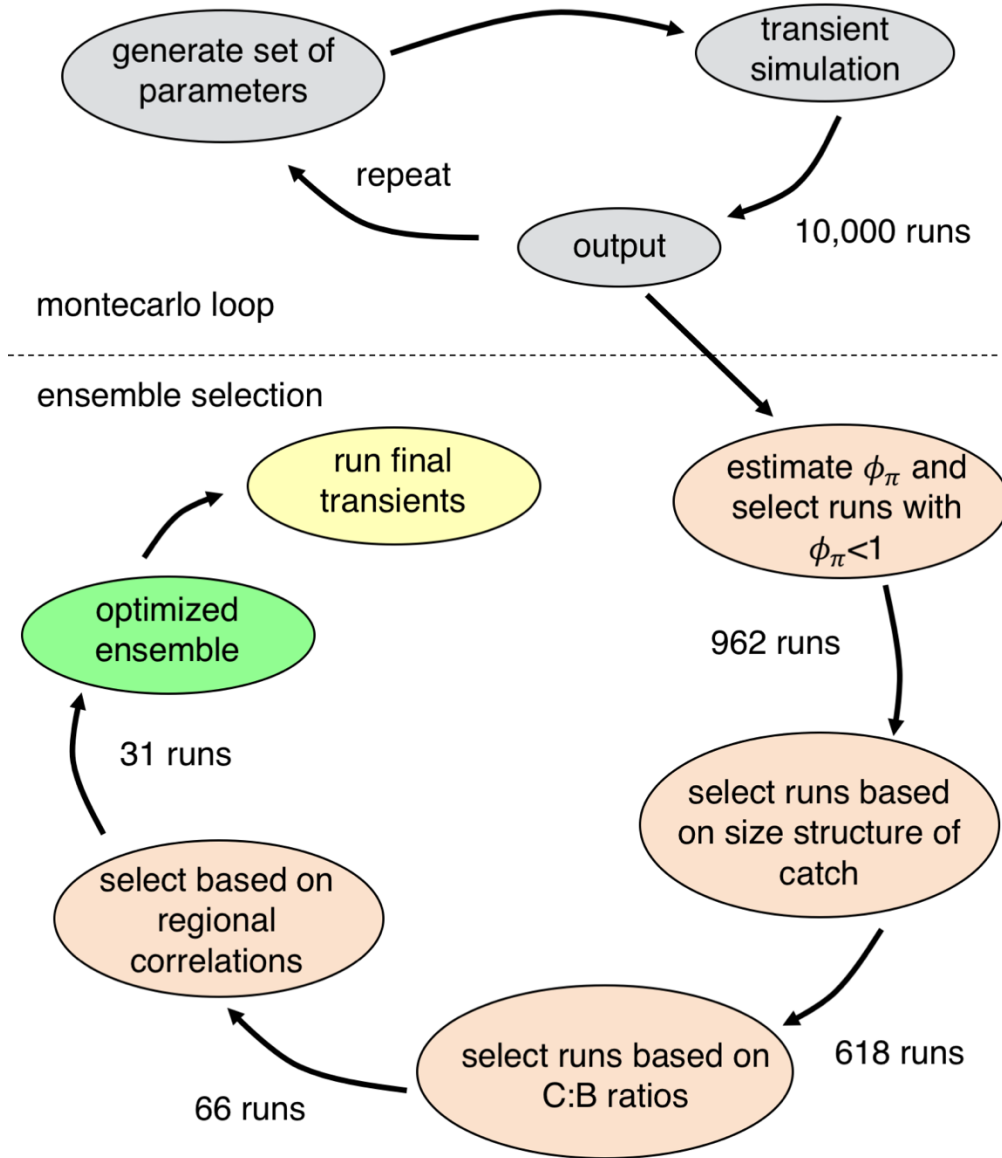 generate set of
parameters
transient
simulation
repeat
10,000 runs
output
montecarlo loop
ensemble selection
run final
transients
estimate ϕπ and
select runs with
ϕπ<1
optimized
ensemble
962 runs
31 runs
select runs based
on size structure of
catch
select based on
regional
correlations
618 runs
select runs based on
C:B ratios
66 runs